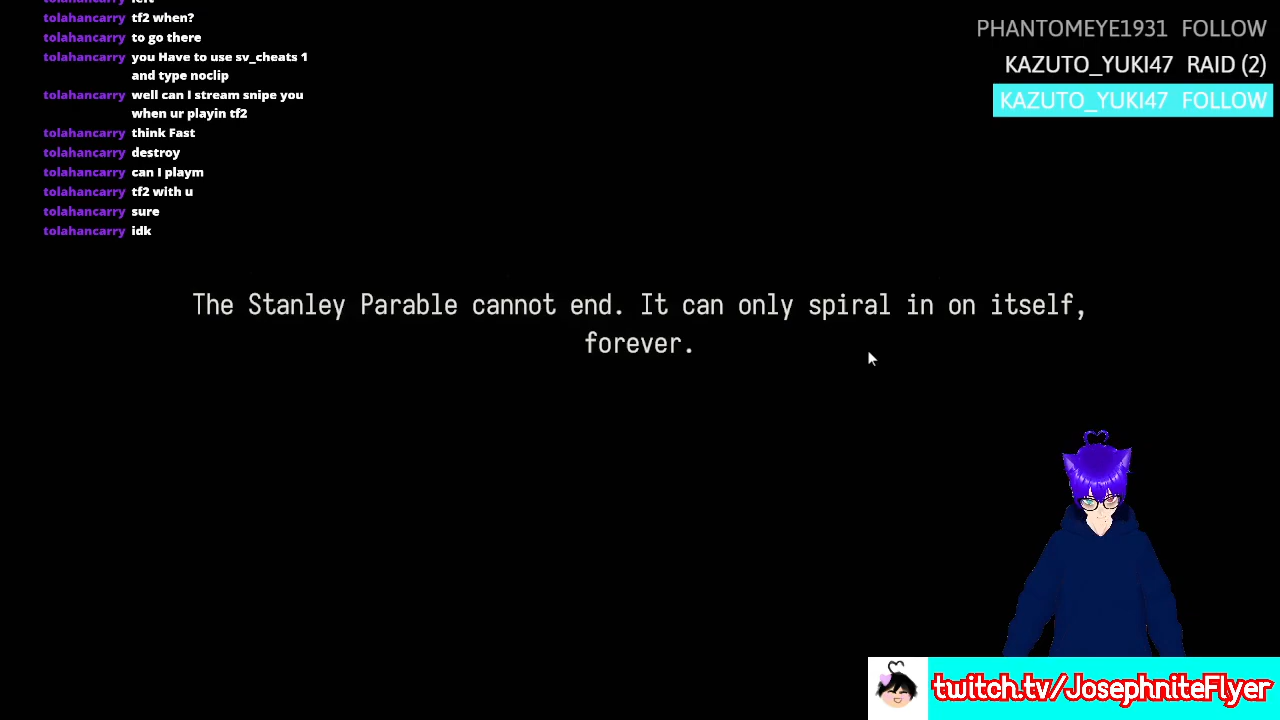 tolahancarry left
tolahancarry tf2 when?
tolahancarry to go there
tolahancarry you Have to use sv_cheats 1
and type noclip
tolahancarry well can I stream snipe you
when ur playin tf2
tolahancarry think Fast
tolahancarry destroy
tolahancarry can I playm
tolahancarry tf2 with u
tolahancarry sure
tolahancarry idk
PHANTOMEYE1931 FOLLOW
KAZUTO_YUKI47 RAID (2)
KAZUTO_YUKI47 FOLLOW
The Stanley Parable cannot end. It can only spiral in on itself,
forever.
twitch.tv/JosephniteFlyer